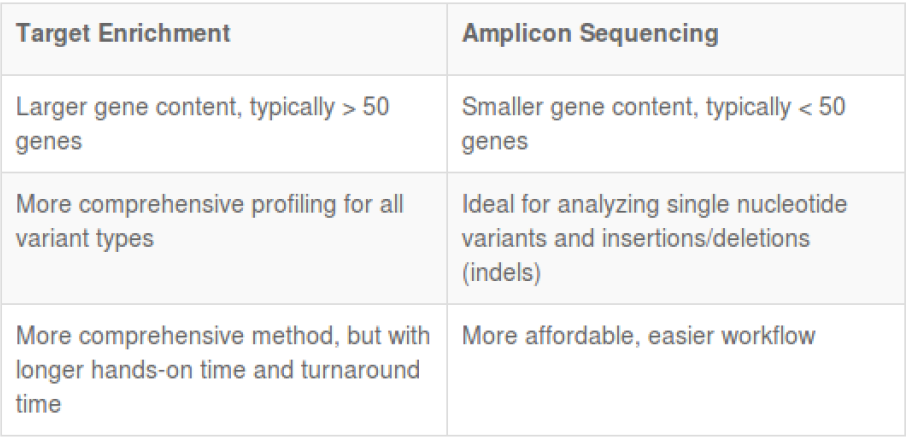 Target Enrichment
Amplicon Sequencing
Larger gene content, typically > 50
genes
Smaller gene content, typically < 50
genes
More comprehensive profiling for all
variant types
Ideal for analyzing single nucleotide
variants and insertions/deletions
(indels)
More comprehensive method, but with
longer hands-on time and turnaround
time
More affordable, easier workflow